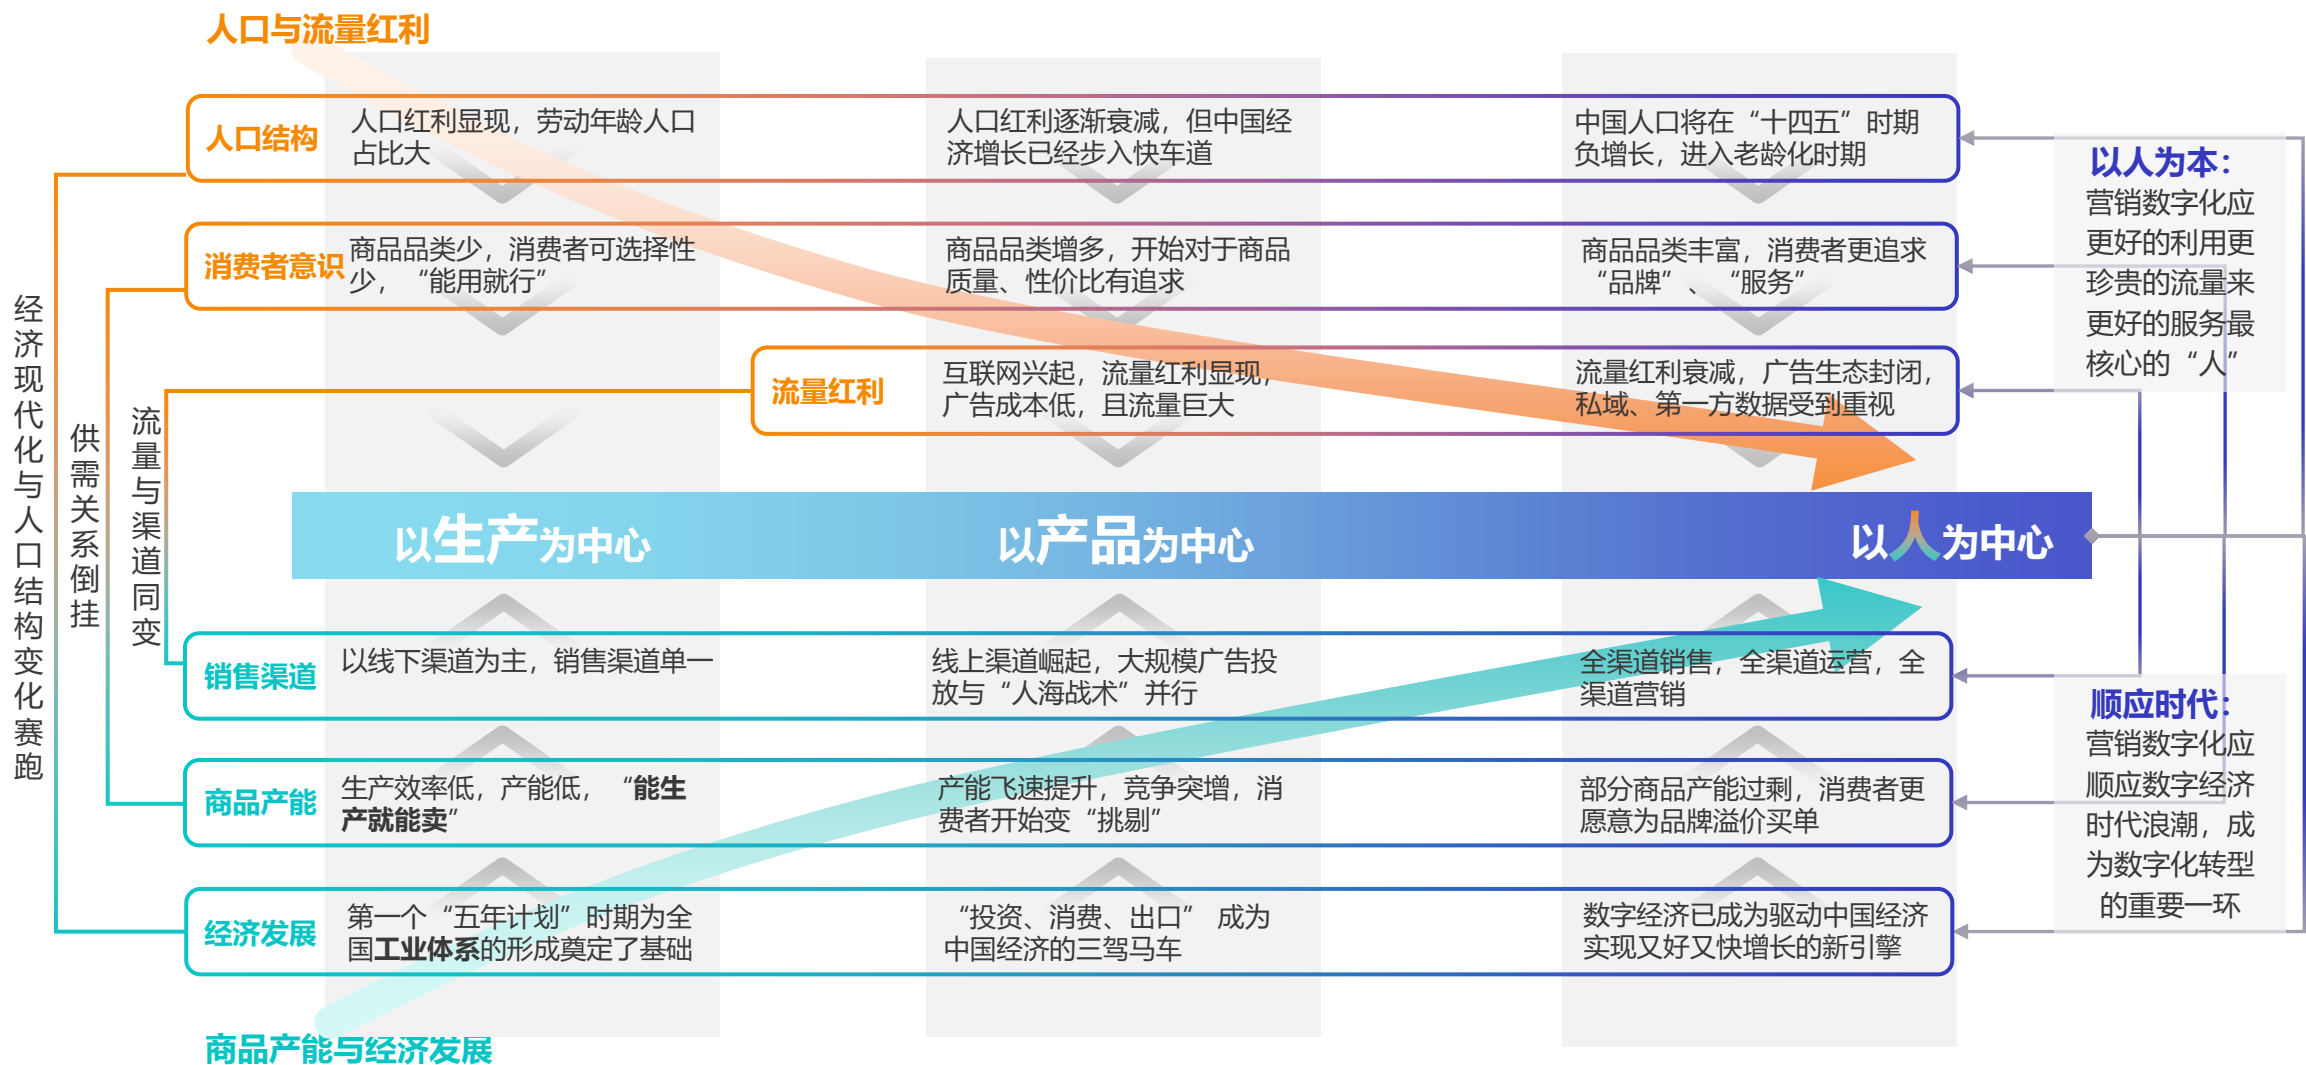 人口与流量红利
人口结构
人口红利显现，劳动年龄人口
占比大
人口红利逐渐衰减，但中国经
济增长已经步入快车道
中国人口将在“十四五”时期
负增长，进入老龄化时期
消费者意识
商品品类少，消费者可选择性
少，“能用就行”
商品品类增多，开始对于商品
质量、性价比有追求
商品品类丰富，消费者更追求
“品牌”、“服务”
流量红利
互联网兴起，流量红利显现，
广告成本低，且流量巨大
流量红利衰减，广告生态封闭，
私域、第一方数据受到重视
以生产为中心
以产品为中心
以人为中心
销售渠道
以线下渠道为主，销售渠道单一
线上渠道崛起，大规模广告投
放与“人海战术”并行
全渠道销售，全渠道运营，全
渠道营销
商品产能
生产效率低，产能低，“能生
产就能卖”
产能飞速提升，竞争突增，消
费者开始变“挑剔”
部分商品产能过剩，消费者更
愿意为品牌溢价买单
经济发展
第一个“五年计划”时期为全
国工业体系的形成奠定了基础
“投资、消费、出口” 成为
中国经济的三驾马车
数字经济已成为驱动中国经济
实现又好又快增长的新引擎
商品产能与经济发展
经济现代化与人口结构变化赛跑
供需关系倒挂
流量与渠道同变
以人为本：
营销数字化应
更好的利用更
珍贵的流量来
更好的服务最
核心的“人”
顺应时代：
营销数字化应
顺应数字经济
时代浪潮，成
为数字化转型
的重要一环